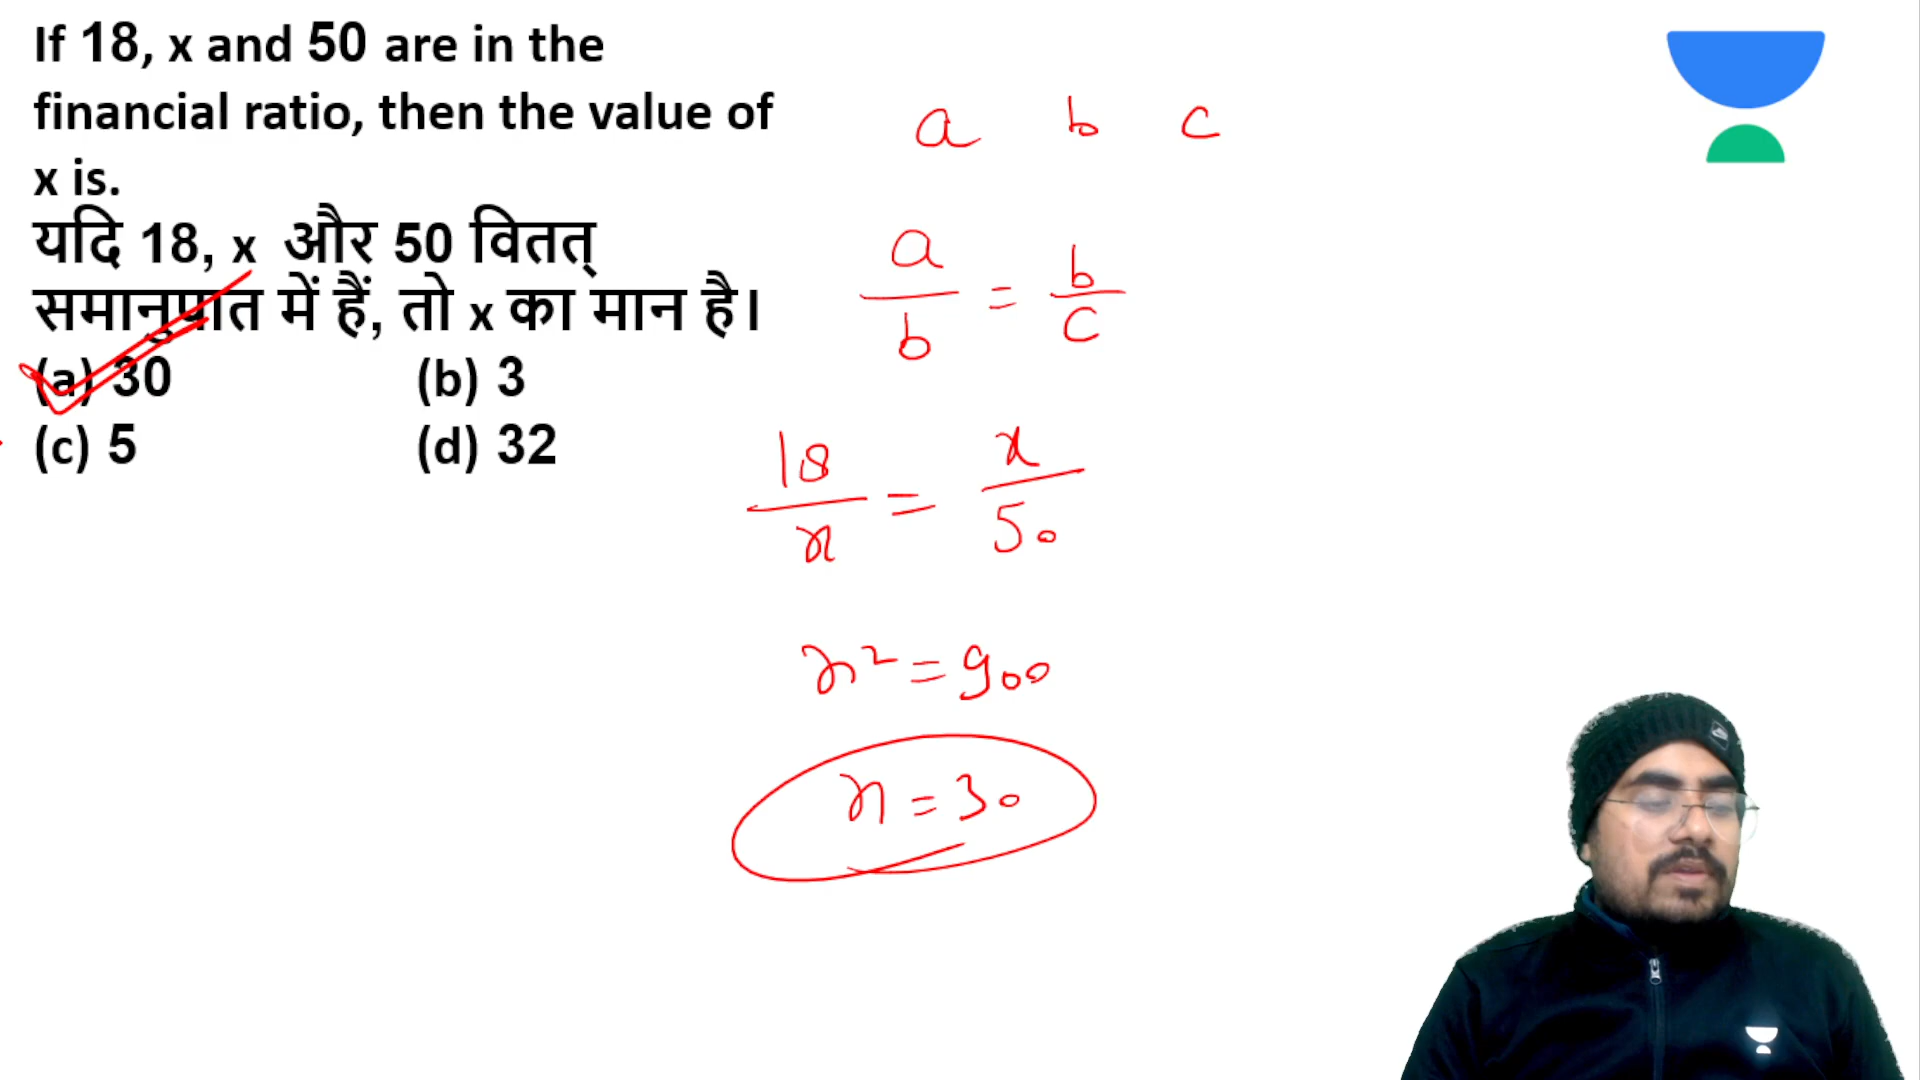 If 18, x and 50 are in the
financial ratio, then the value of
x is.
यदि 18, x और 50 वितत्
समानुपात में हैं, तो x का मान है।
(a) 30 (b) 3
(c) 5 (d) 32
a b c
a/b = b/c
18/x = x/50
x² = 900
x = 30